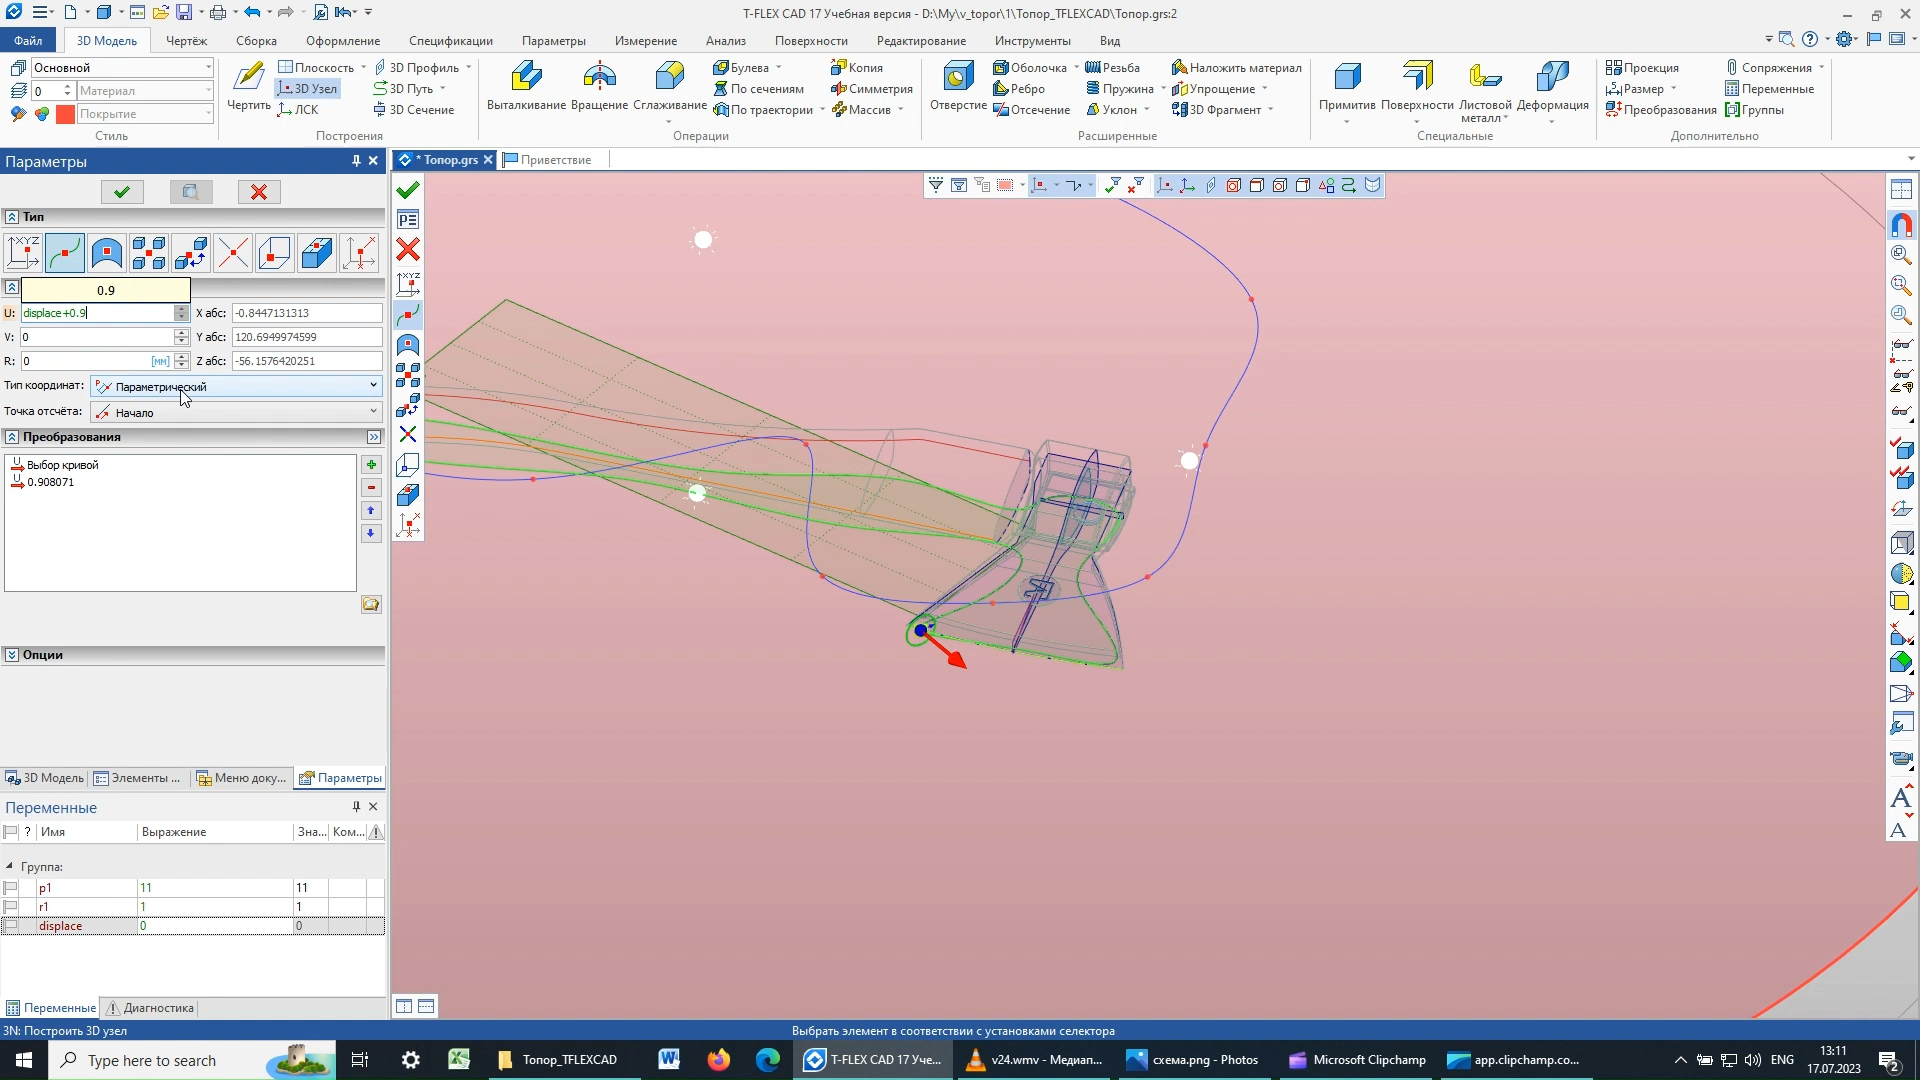 T-FLEX CAD 17 Учебная версия - D:\My\v_topor\1\Топор_TFLEXCAD\Топор.grs:2
Файл
3D Модель
Чертёж
Сборка
Оформление
Спецификации
Параметры
Измерение
Анализ
Поверхности
Редактирование
Инструменты
Вид
Основной
0
Материал
Покрытие
Стиль
Чертить
Плоскость
3D Узел
ЛСК
3D Профиль
3D Путь
3D Сечение
Построения
Выталкивание
Вращение
Сглаживание
Булева
По сечениям
По траектории
Копия
Симметрия
Массив
Операции
Отверстие
Оболочка
Ребро
Отсечение
Резьба
Пружина
Уклон
Наложить материал
Упрощение
3D Фрагмент
Расширенные
Примитив
Поверхности
Листовой металл
Деформация
Специальные
Проекция
Размер
Преобразования
Сопряжения
Переменные
Группы
Дополнительно
Параметры
* Топор.grs
Приветствие
Тип
0.9
U: displace+0.9
X абс: -0.8447131313
V: 0
Y абс: 120.6949974599
R: 0 [мм]
Z абс: -56.1576420251
Тип координат: Параметрический
Точка отсчёта: Начало
Преобразования
Выбор кривой
0.908071
Опции
3D Модель
Элементы ...
Меню доку...
Параметры
Переменные
? Имя Выражение Зна... Ком...
Группа:
p1 11 11
r1 1 1
displace 0 0
Переменные
Диагностика
3N: Построить 3D узел
Выбрать элемент в соответствии с установками селектора
Type here to search
Топор_TFLEXCAD
T-FLEX CAD 17 Уче...
v24.wmv - Медиап...
схема.png - Photos
Microsoft Clipchamp
app.clipchamp.co...
ENG
13:11
17.07.2023
2